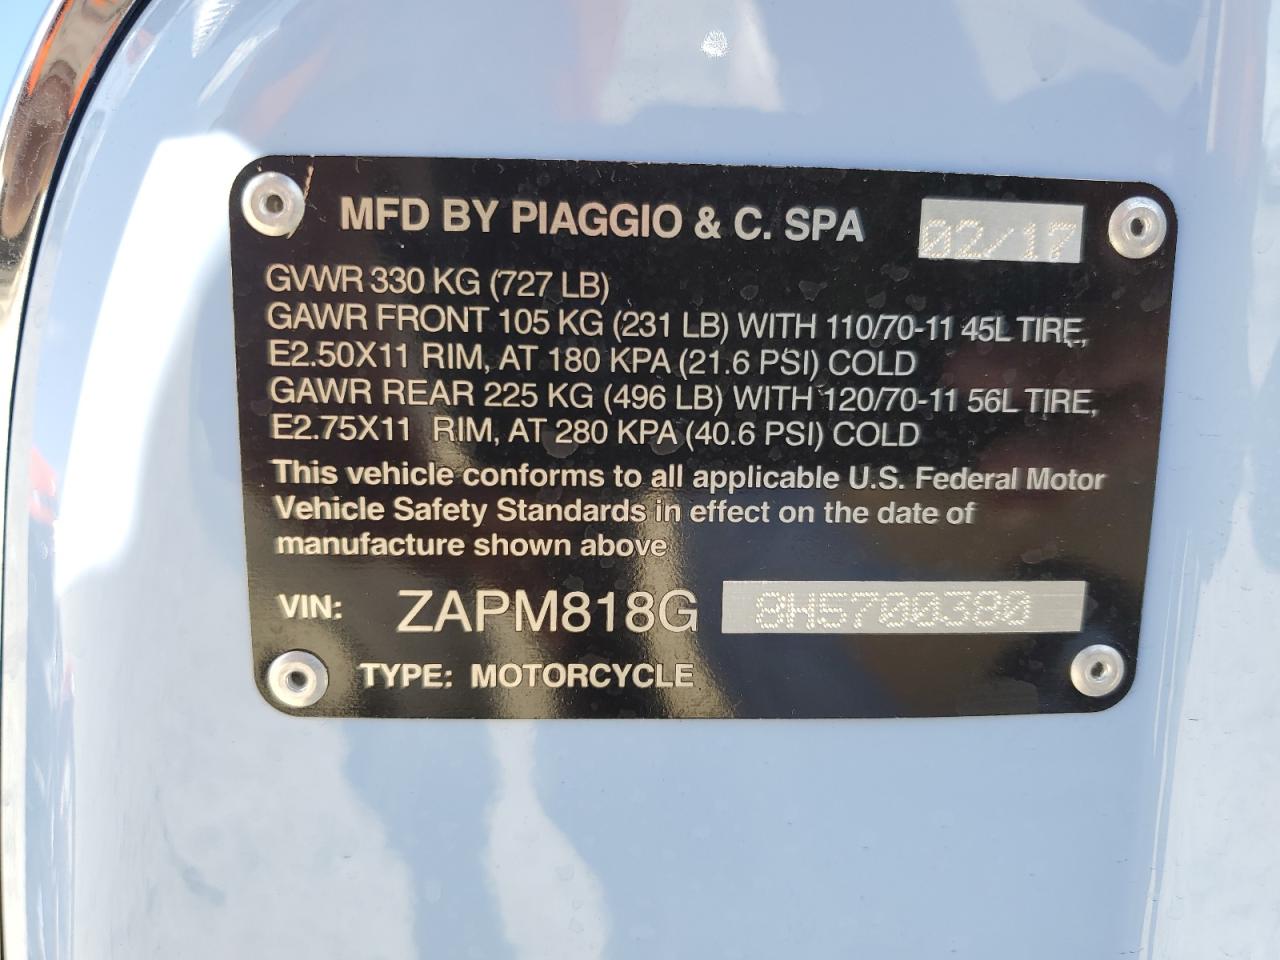 MFD BY PIAGGIO & C. SPA 02/17
GVWR 330 KG (727 LB)
GAWR FRONT 105 KG (231 LB) WITH 110/70-11 45L TIRE,
E2.50X11 RIM, AT 180 KPA (21.6 PSI) COLD
GAWR REAR 225 KG (496 LB) WITH 120/70-11 56L TIRE,
E2.75X11 RIM, AT 280 KPA (40.6 PSI) COLD
This vehicle conforms to all applicable U.S. Federal Motor
Vehicle Safety Standards in effect on the date of
manufacture shown above
VIN: ZAPM818G 8H5700380
TYPE: MOTORCYCLE